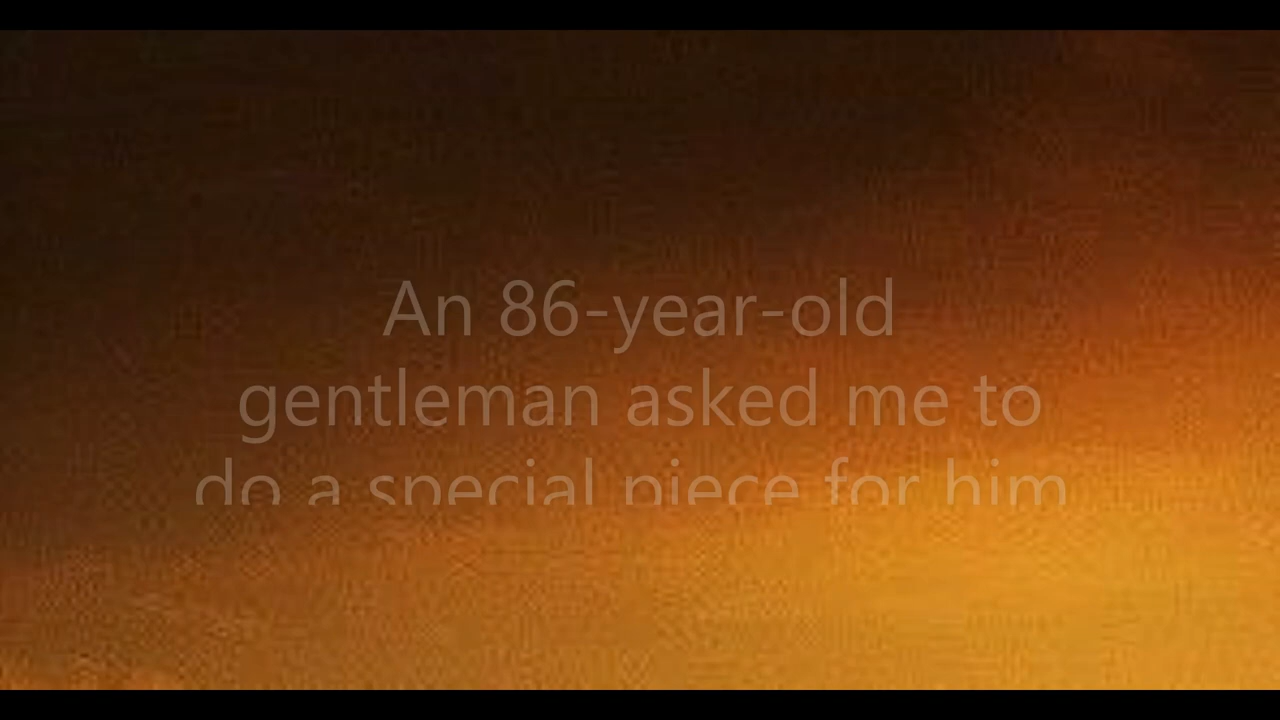 An 86-year-old
gentleman asked me to
do a special piece for him